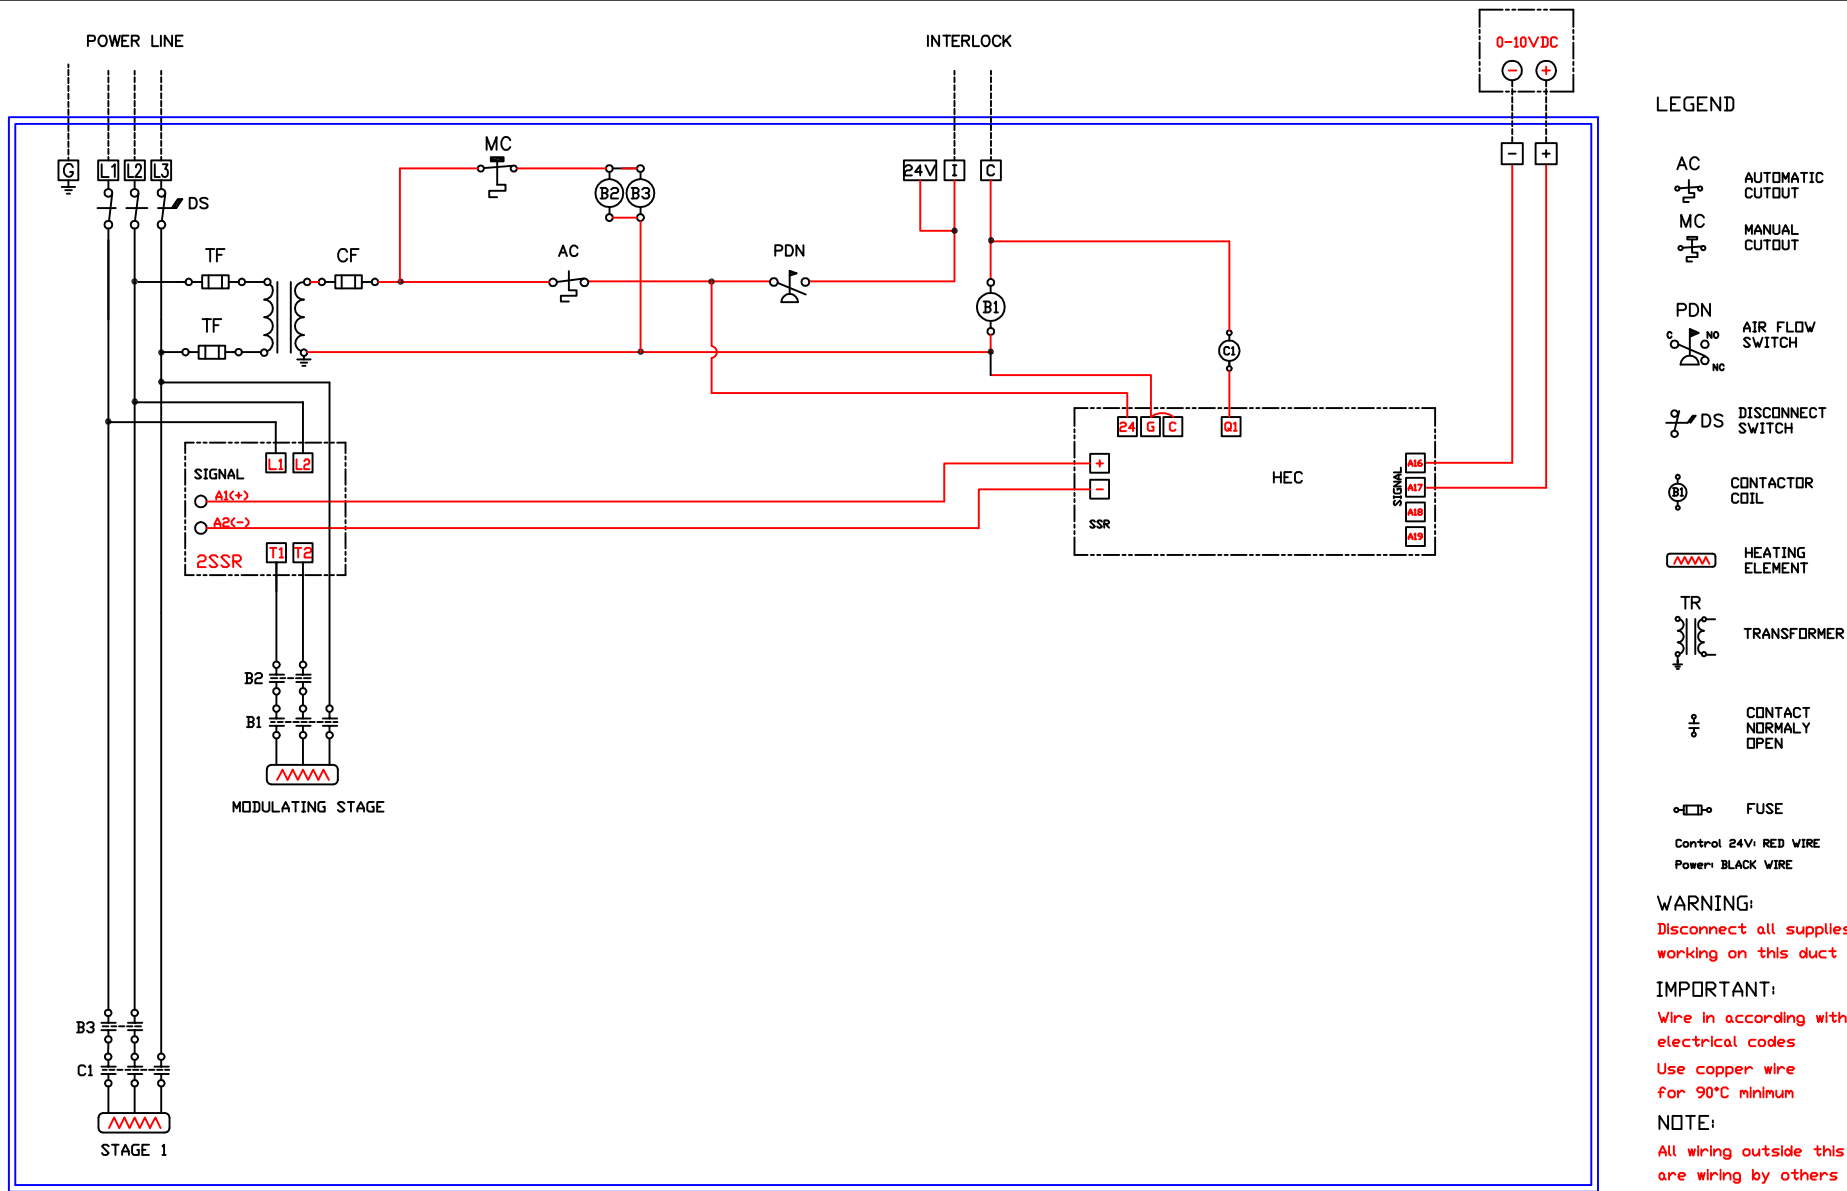 POWER LINE
INTERLOCK
0-10VDC
- +
G L1 L2 L3
DS
MC
B2 B3
24V I C
- +
TF
CF
AC
PDN
B1
TF
C1
24 G C
Q1
L1 L2
SIGNAL
A1(+)
A2(-)
2SSR
T1 T2
+
-
SSR
HEC
SIGNAL
A16
A17
A18
A19
B2
B1
MODULATING STAGE
B3
C1
STAGE 1
LEGEND
AC
AUTOMATIC
CUTOUT
MC
MANUAL
CUTOUT
PDN
C
NO
NC
AIR FLOW
SWITCH
DS
DISCONNECT
SWITCH
B1
CONTACTOR
COIL
HEATING
ELEMENT
TR
TRANSFORMER
CONTACT
NORMALY
OPEN
FUSE
Control 24V: RED WIRE
Power: BLACK WIRE
WARNING:
Disconnect all supplies
working on this duct
IMPORTANT:
Wire in according with
electrical codes
Use copper wire
for 90°C minimum
NOTE:
All wiring outside this
are wiring by others